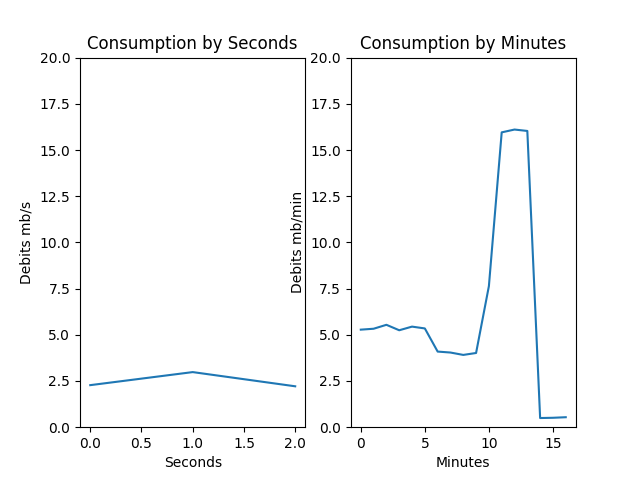 Consumption by Seconds
20.0
17.5
15.0
12.5
10.0
7.5
5.0
2.5
0.0
Debits mb/s
0.0 0.5 1.0 1.5 2.0
Seconds
Consumption by Minutes
20.0
17.5
15.0
12.5
10.0
7.5
5.0
2.5
0.0
Debits mb/min
0 5 10 15
Minutes